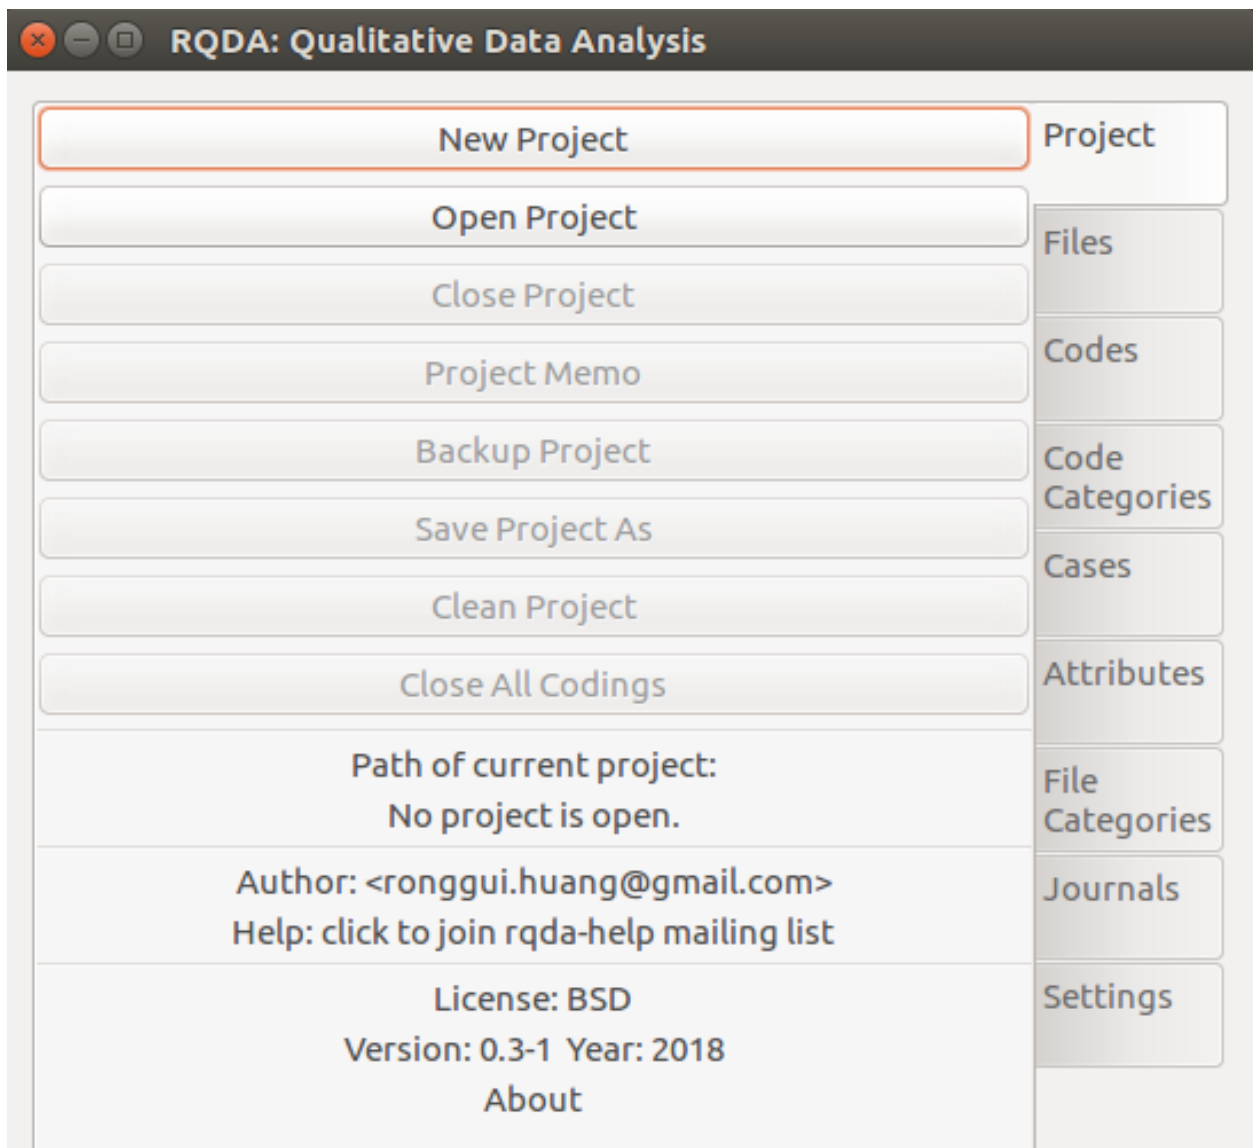 RQDA: Qualitative Data Analysis
New Project
Open Project
Close Project
Project Memo
Backup Project
Save Project As
Clean Project
Close All Codings
Path of current project:
No project is open.
Author: <ronggui.huang@gmail.com>
Help: click to join rqda-help mailing list
License: BSD
Version: 0.3-1 Year: 2018
About
Project
Files
Codes
Code
Categories
Cases
Attributes
File
Categories
Journals
Settings